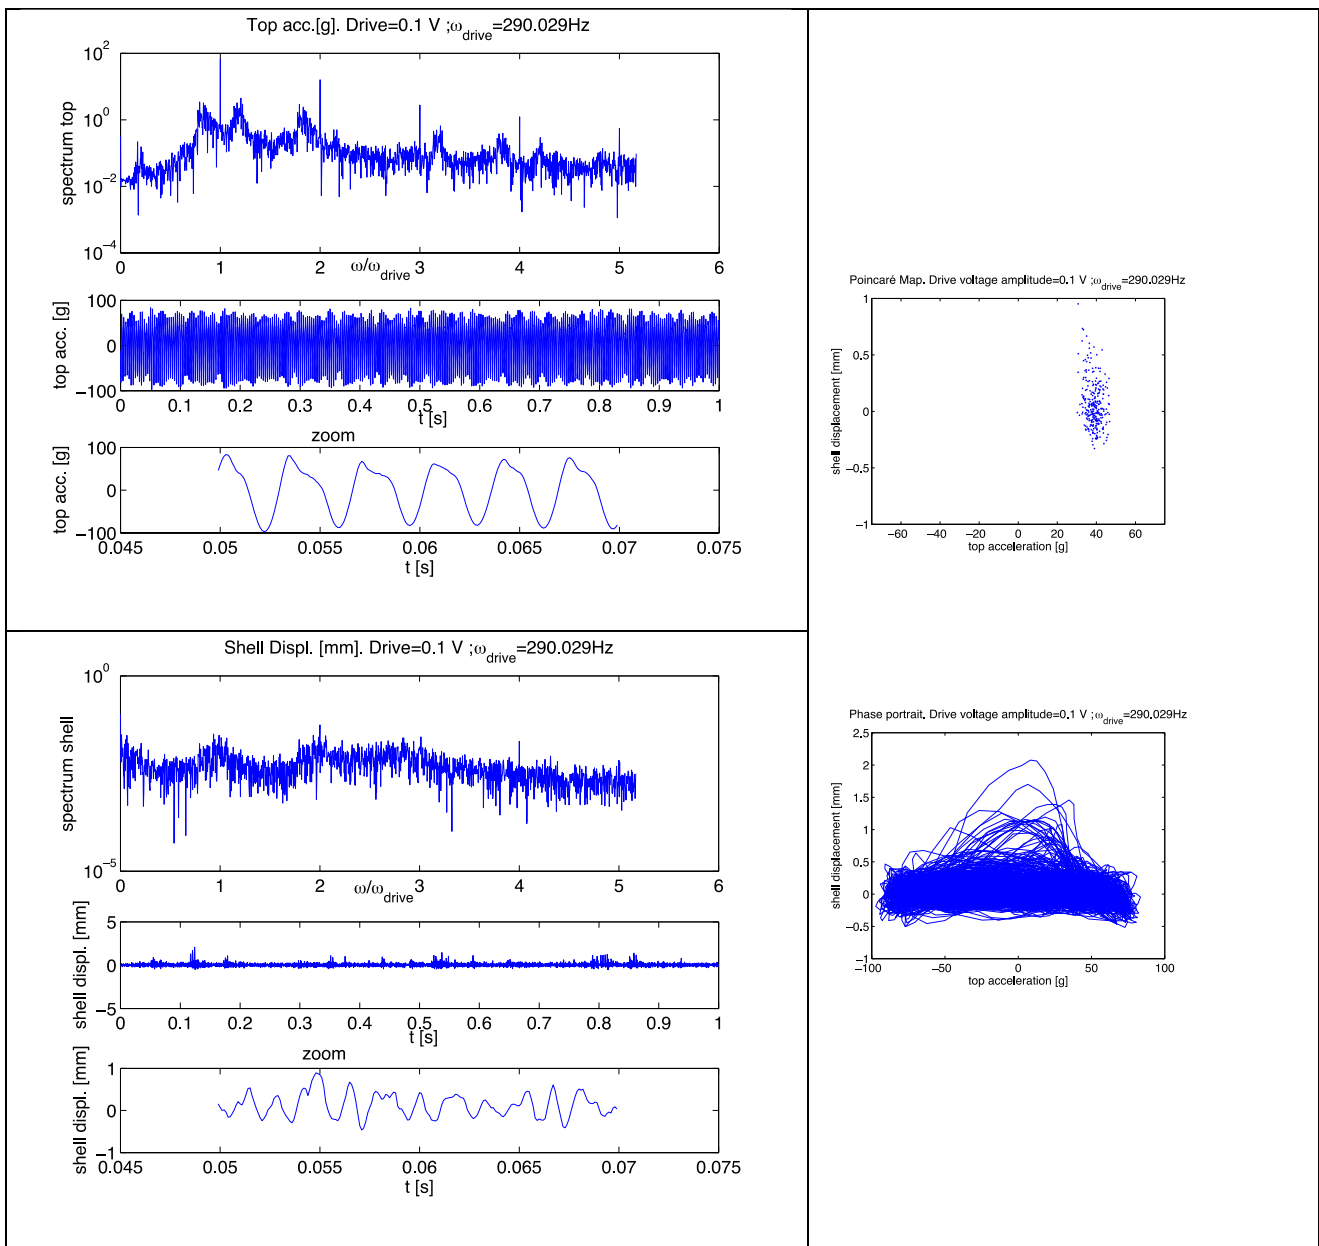 Top acc.[g]. Drive=0.1 V ;ωdrive=290.029Hz
spectrum top
10^2
10^0
10^−2
10^−4
0 1 2 3 4 5 6
ω/ωdrive
top acc. [g]
100
0
−100
0 0.1 0.2 0.3 0.4 0.5 0.6 0.7 0.8 0.9 1
t [s]
zoom
top acc. [g]
100
0
−100
0.045 0.05 0.055 0.06 0.065 0.07 0.075
t [s]
Poincaré Map. Drive voltage amplitude=0.1 V ;ωdrive=290.029Hz
shell displacement [mm]
1
0.5
0
−0.5
−1
−60 −40 −20 0 20 40 60
top acceleration [g]
Shell Displ. [mm]. Drive=0.1 V ;ωdrive=290.029Hz
spectrum shell
10^0
10^−5
0 1 2 3 4 5 6
ω/ωdrive
shell displ. [mm]
5
0
−5
0 0.1 0.2 0.3 0.4 0.5 0.6 0.7 0.8 0.9 1
t [s]
zoom
shell displ. [mm]
1
0
−1
0.045 0.05 0.055 0.06 0.065 0.07 0.075
t [s]
Phase portrait. Drive voltage amplitude=0.1 V ;ωdrive=290.029Hz
shell displacement [mm]
2.5
2
1.5
1
0.5
0
−0.5
−1
−100 −50 0 50 100
top acceleration [g]